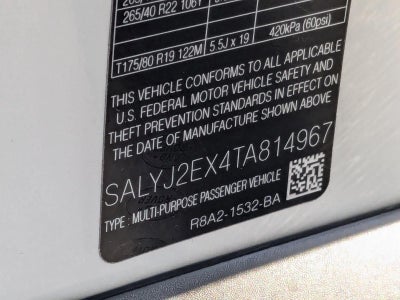 265/40 R22 106Y
T175/80 R19 122M 5.5J x 19 420kPa (60psi)
THIS VEHICLE CONFORMS TO ALL APPLICABLE
U.S. FEDERAL MOTOR VEHICLE SAFETY AND
THEFT PREVENTION STANDARDS IN EFFECT ON
THE DATE OF MANUFACTURE SHOWN ABOVE
SALYJ2EX4TA814967
TYPE : MULTI-PURPOSE PASSENGER VEHICLE
R8A2-1532-BA